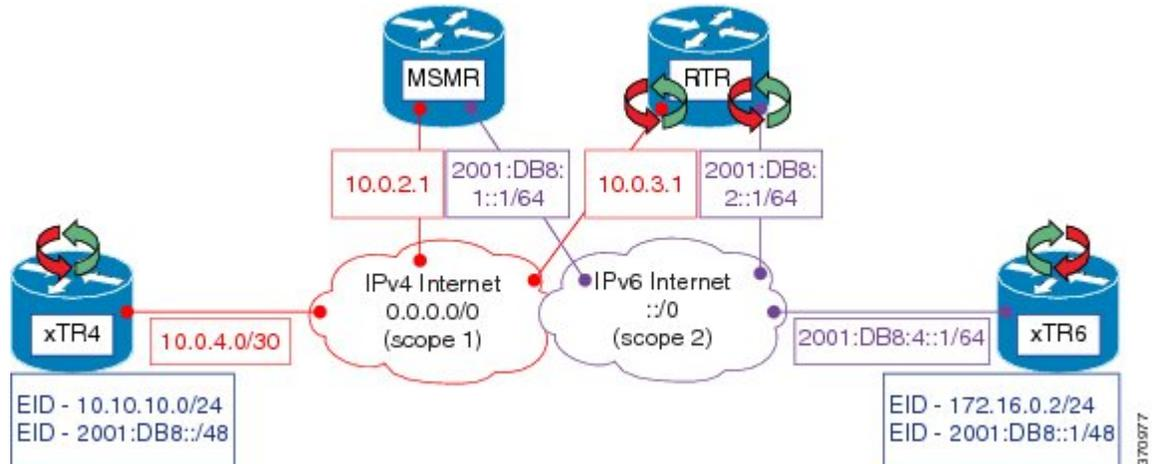 MSMR
RTR
10.0.2.1
2001:DB8:
1::1/64
10.0.3.1
2001:DB8:
2::1/64
IPv4 Internet
0.0.0.0/0
(scope 1)
IPv6 Internet
::/0
(scope 2)
xTR4
10.0.4.0/30
2001:DB8:4::1/64
xTR6
EID - 10.10.10.0/24
EID - 2001:DB8::/48
EID - 172.16.0.2/24
EID - 2001:DB8::1/48
370977